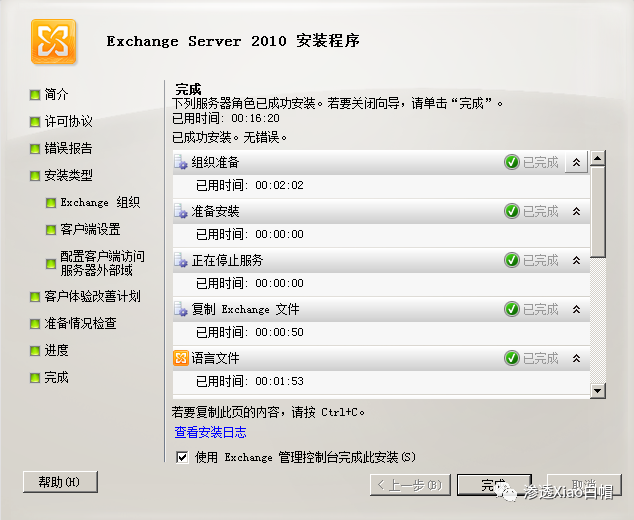 Exchange Server 2010 安装程序
简介
许可协议
错误报告
安装类型
Exchange 组织
客户端设置
配置客户端访问
服务器外部域
客户体验改善计划
准备情况检查
进度
完成
完成
下列服务器角色已成功安装。若要关闭向导，请单击“完成”。
已用时间: 00:16:20
已成功安装。无错误。
组织准备 已完成
已用时间: 00:02:02
准备安装 已完成
已用时间: 00:00:00
正在停止服务 已完成
已用时间: 00:00:00
复制 Exchange 文件 已完成
已用时间: 00:00:50
语言文件 已完成
已用时间: 00:01:53
若要复制此页的内容，请按 Ctrl+C。
查看安装日志
使用 Exchange 管理控制台完成此安装(S)
帮助(H)
< 上一步(B)
完成
取消
渗透Xiao白帽